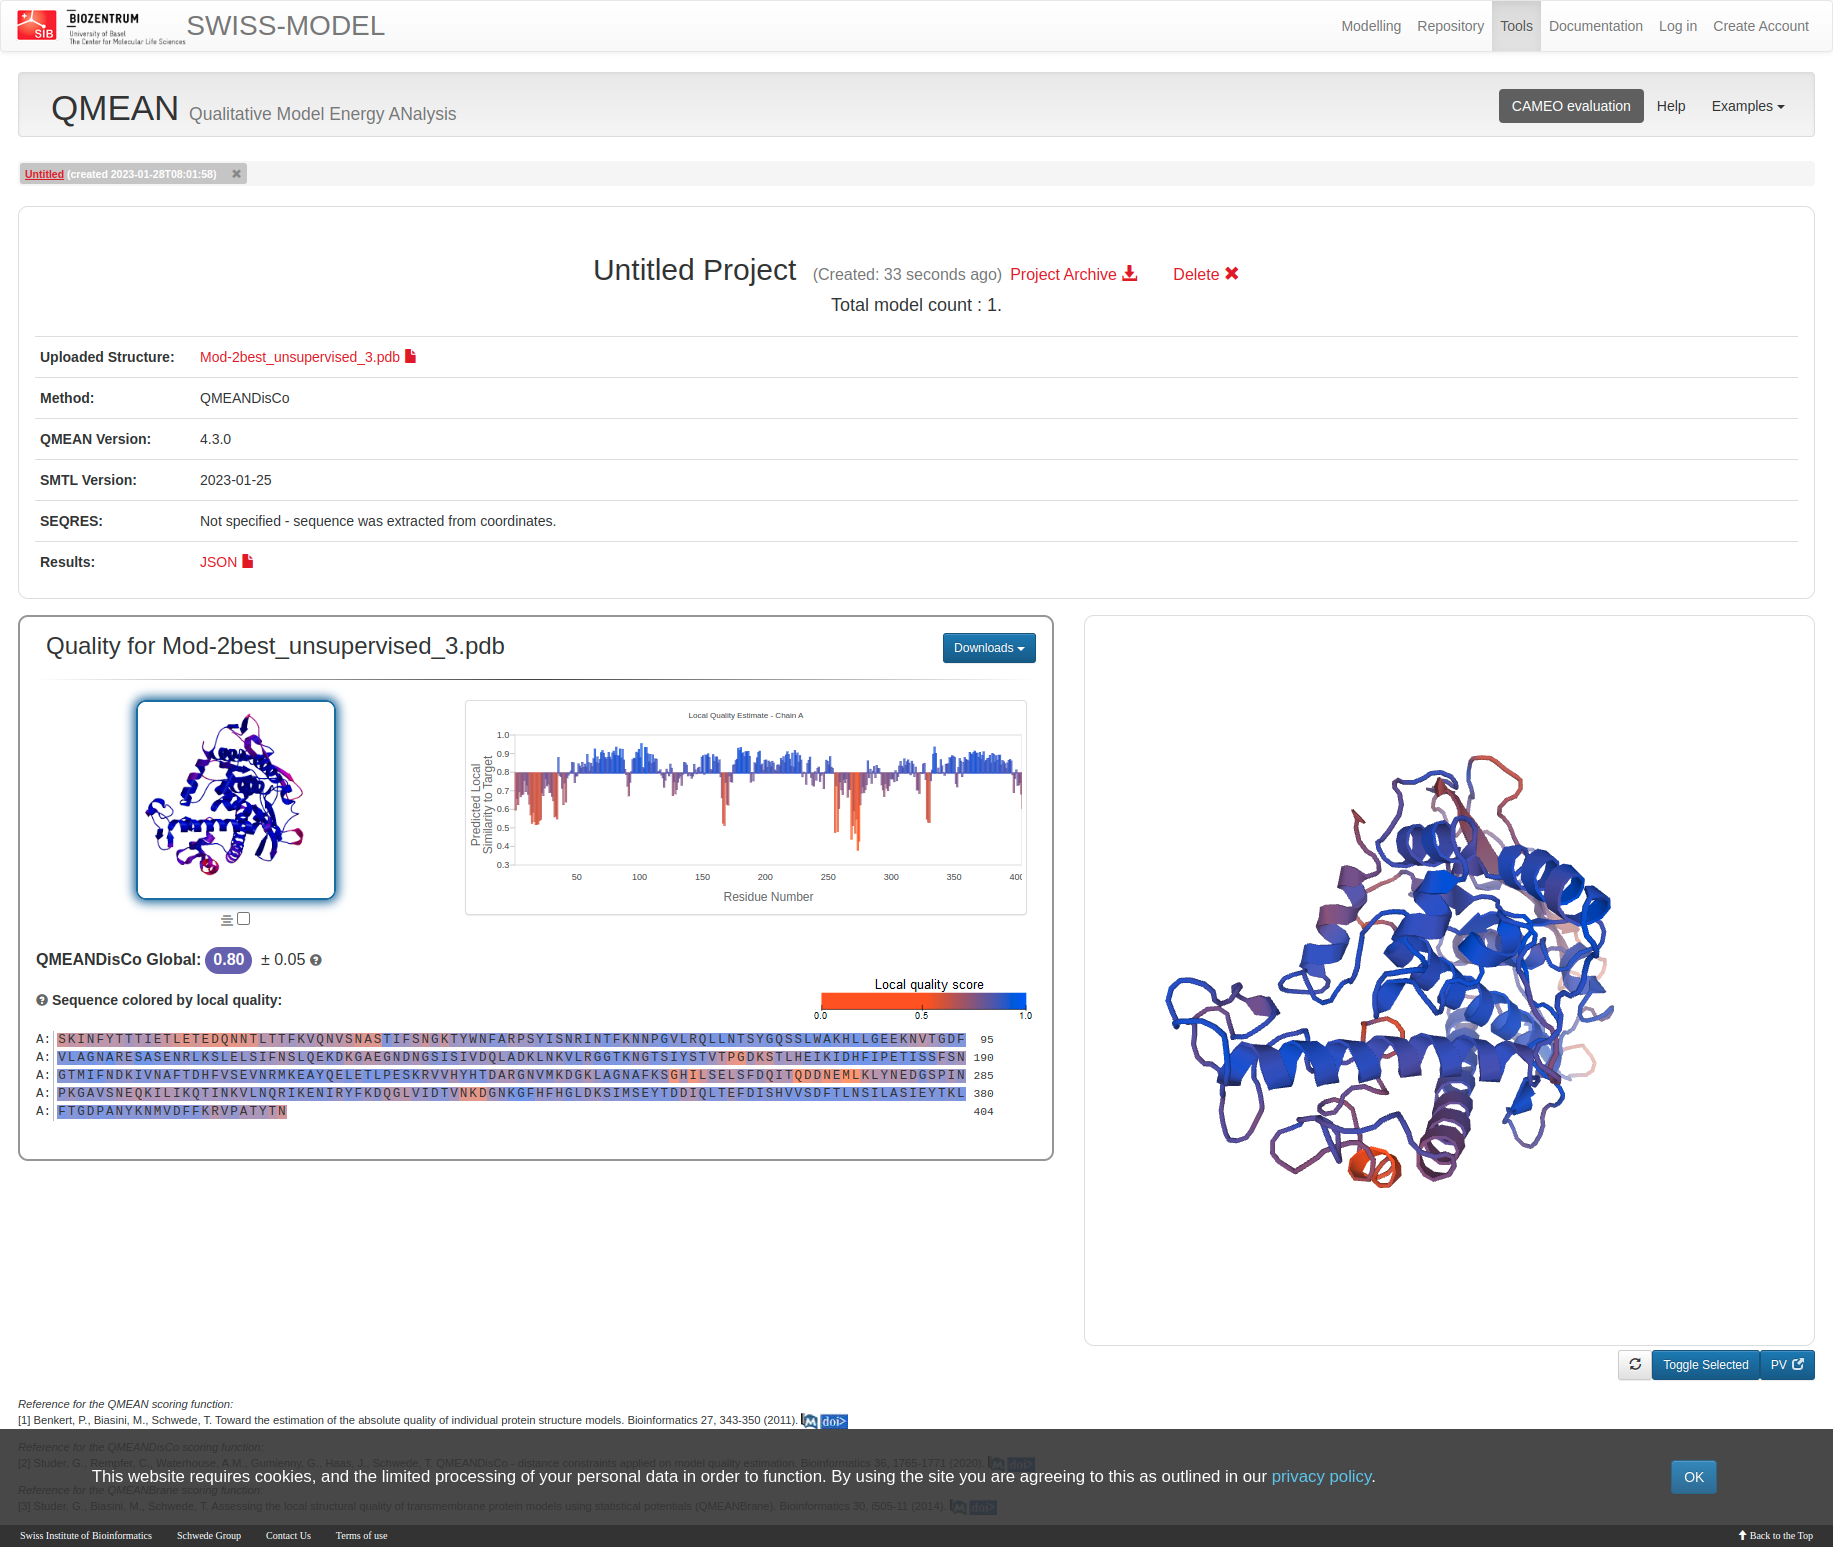 SIB
BIOZENTRUM
University of Basel
The Center for Molecular Life Sciences
SWISS-MODEL
Modelling
Repository
Tools
Documentation
Log in
Create Account
QMEAN Qualitative Model Energy ANalysis
CAMEO evaluation
Help
Examples
Untitled (created 2023-01-28T08:01:58)
Untitled Project (Created: 33 seconds ago) Project Archive Delete
Total model count : 1.
Uploaded Structure: Mod-2best_unsupervised_3.pdb
Method: QMEANDisCo
QMEAN Version: 4.3.0
SMTL Version: 2023-01-25
SEQRES: Not specified - sequence was extracted from coordinates.
Results: JSON
Quality for Mod-2best_unsupervised_3.pdb
Downloads
Local Quality Estimate - Chain A
Predicted Local
Similarity to Target
1.0
0.9
0.8
0.7
0.6
0.5
0.4
0.3
50 100 150 200 250 300 350 400
Residue Number
QMEANDisCo Global: 0.80 ± 0.05
Sequence colored by local quality:
Local quality score
0.0 0.5 1.0
A: SKINFYTTTIETLETEDQNNTLTTFKVQNVSNASTIFSNGKTYWNFARPSYISNRINTFKNNPGVLRQLLNTSYGQSSLWAKHLLGEEKNVTGDF 95
A: VLAGNARESASENRLKSLELSIFNSLQEKDKGAEGNDNGSISIVDQLADKLNKVLRGGTKNGTSIYSTVTPGDKSTLHEIKIDHFIPETISSFSN 190
A: GTMIFNDKIVNAFTDHFVSEVNRMKEAYQELETLPESKRVVHYHTDARGNVMKDGKLAGNAFKSGHILSELSFDQITQDDNEMLKLYNEDGSPIN 285
A: PKGAVSNEQKILIKQTINKVLNQRIKENIRYFKDQGLVIDTVNKDGNKGFHFHGLDKSIMSEYTDDIQLTEFDISHVVSDFTLNSILASIEYTKL 380
A: FTGDPANYKNMVDFFKRVPATYTN 404
Toggle Selected
PV
Reference for the QMEAN scoring function:
[1] Benkert, P., Biasini, M., Schwede, T. Toward the estimation of the absolute quality of individual protein structure models. Bioinformatics 27, 343-350 (2011). M doi>
Reference for the QMEANDisCo scoring function:
[2] Studer, G., Rempfer, C., Waterhouse, A.M., Gumienny, G., Haas, J., Schwede, T. QMEANDisCo - distance constraints applied on model quality estimation. Bioinformatics 36, 1765-1771 (2020). M doi>
This website requires cookies, and the limited processing of your personal data in order to function. By using the site you are agreeing to this as outlined in our privacy policy.
OK
Reference for the QMEANBrane scoring function:
[3] Studer, G., Biasini, M., Schwede, T. Assessing the local structural quality of transmembrane protein models using statistical potentials (QMEANBrane). Bioinformatics 30, i505-11 (2014). M doi>
Swiss Institute of Bioinformatics
Schwede Group
Contact Us
Terms of use
Back to the Top